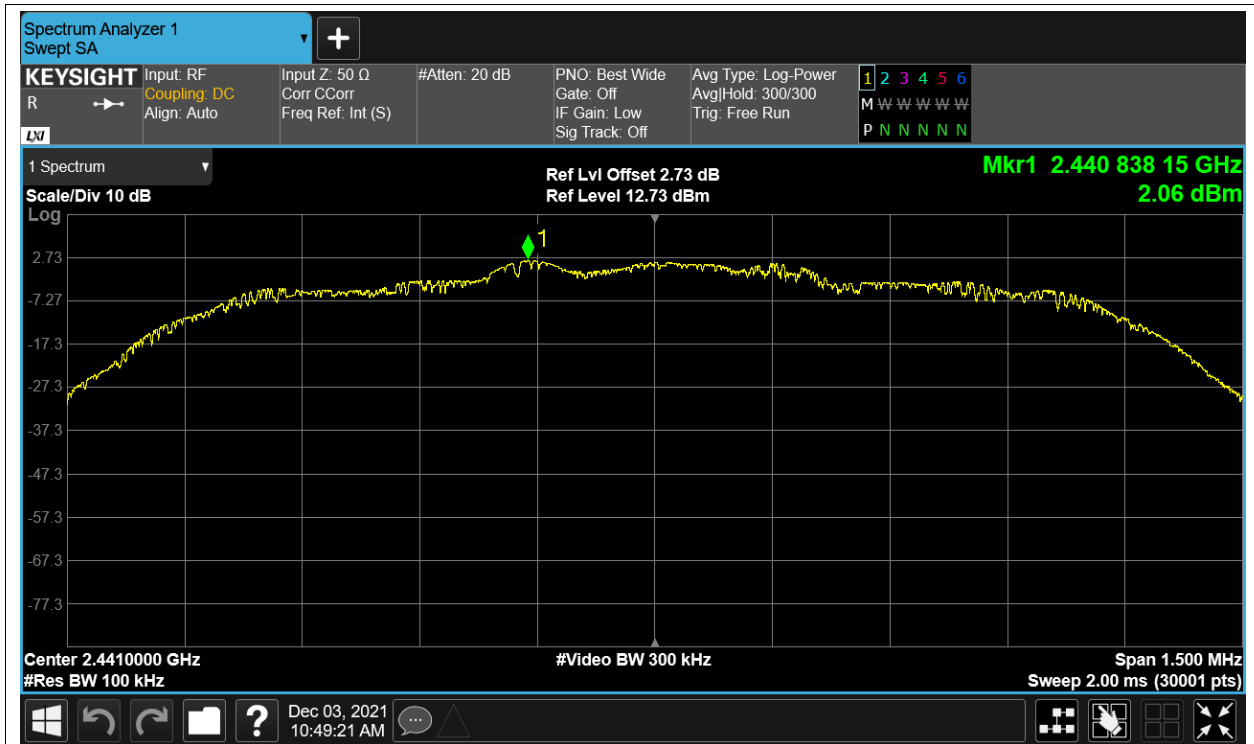 Spectrum Analyzer 1
Swept SA
KEYSIGHT
R
LXI
Input: RF
Coupling: DC
Align: Auto
Input Z: 50 Ω
Corr CCorr
Freq Ref: Int (S)
#Atten: 20 dB
PNO: Best Wide
Gate: Off
IF Gain: Low
Sig Track: Off
Avg Type: Log-Power
Avg|Hold: 300/300
Trig: Free Run
1 2 3 4 5 6
M W W W W W
P N N N N N
1 Spectrum
Scale/Div 10 dB
Log
Ref Lvl Offset 2.73 dB
Ref Level 12.73 dBm
Mkr1 2.440 838 15 GHz
2.06 dBm
1
2.73
-7.27
-17.3
-27.3
-37.3
-47.3
-57.3
-67.3
-77.3
Center 2.4410000 GHz
#Res BW 100 kHz
#Video BW 300 kHz
Span 1.500 MHz
Sweep 2.00 ms (30001 pts)
?
Dec 03, 2021
10:49:21 AM